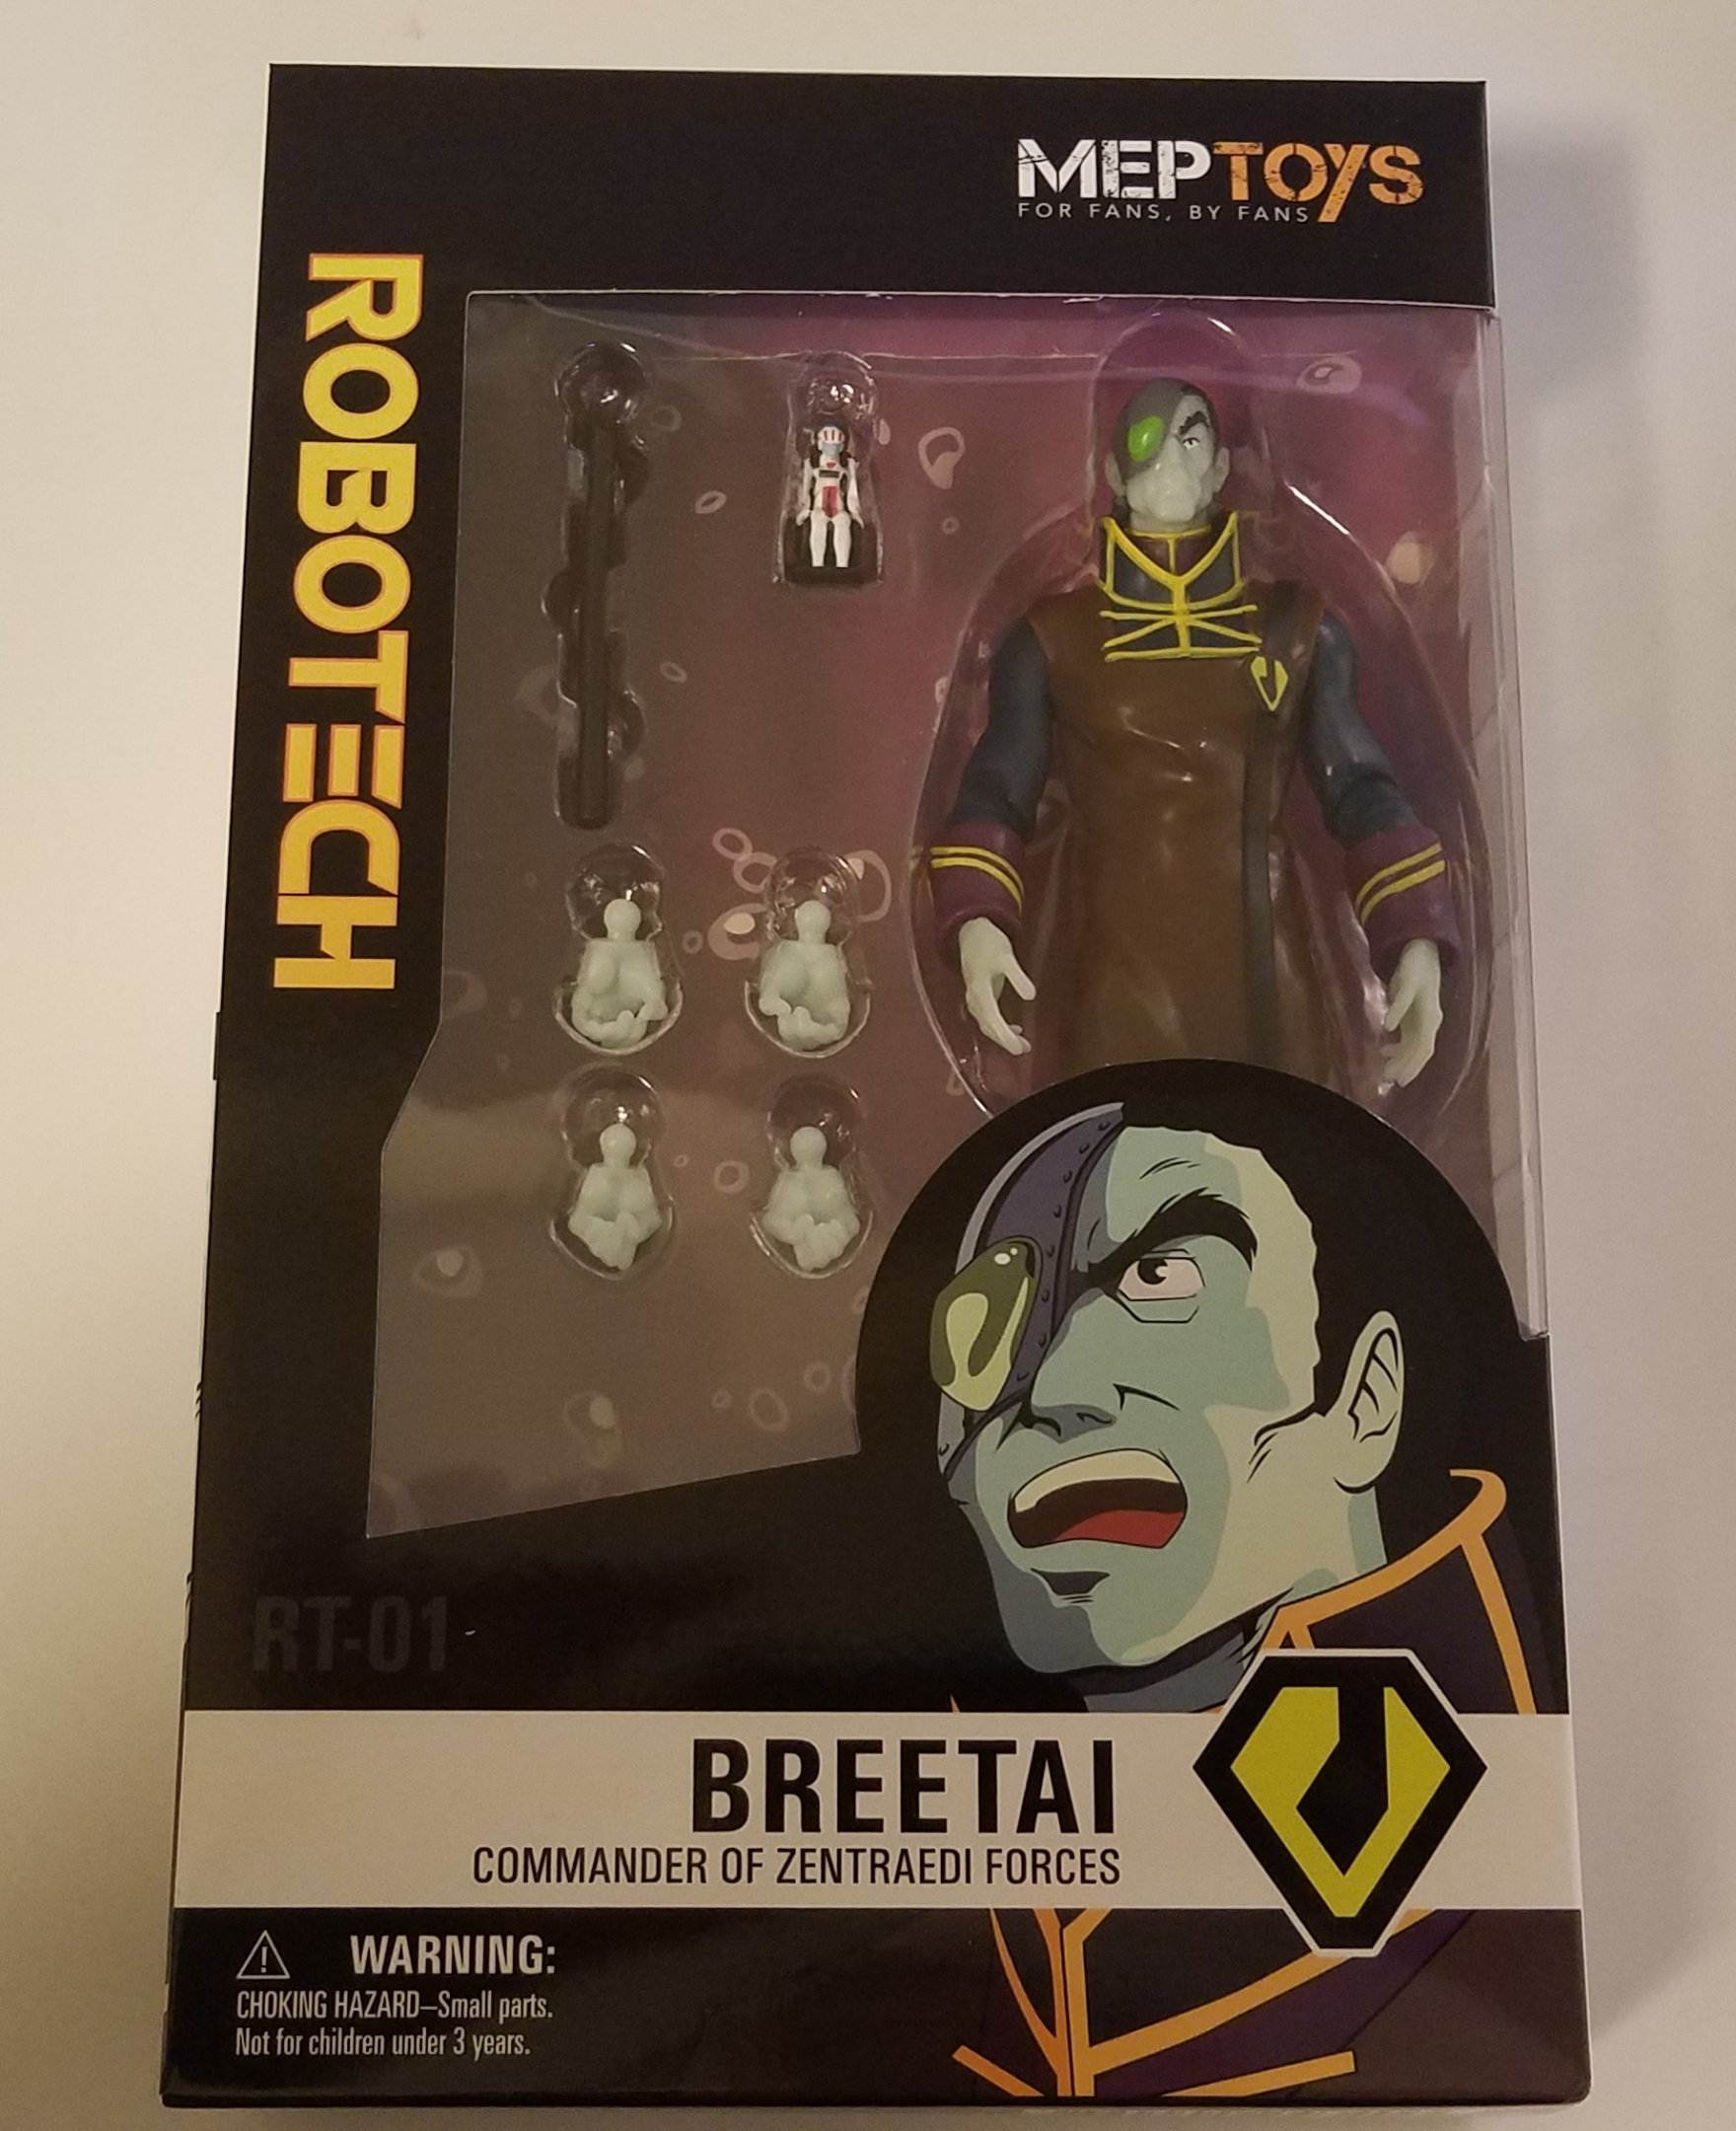 MEPTOYS
FOR FANS, BY FANS
ROBOTECH
RT-01
BREETAI
COMMANDER OF ZENTRAEDI FORCES
WARNING:
CHOKING HAZARD–Small parts.
Not for children under 3 years.